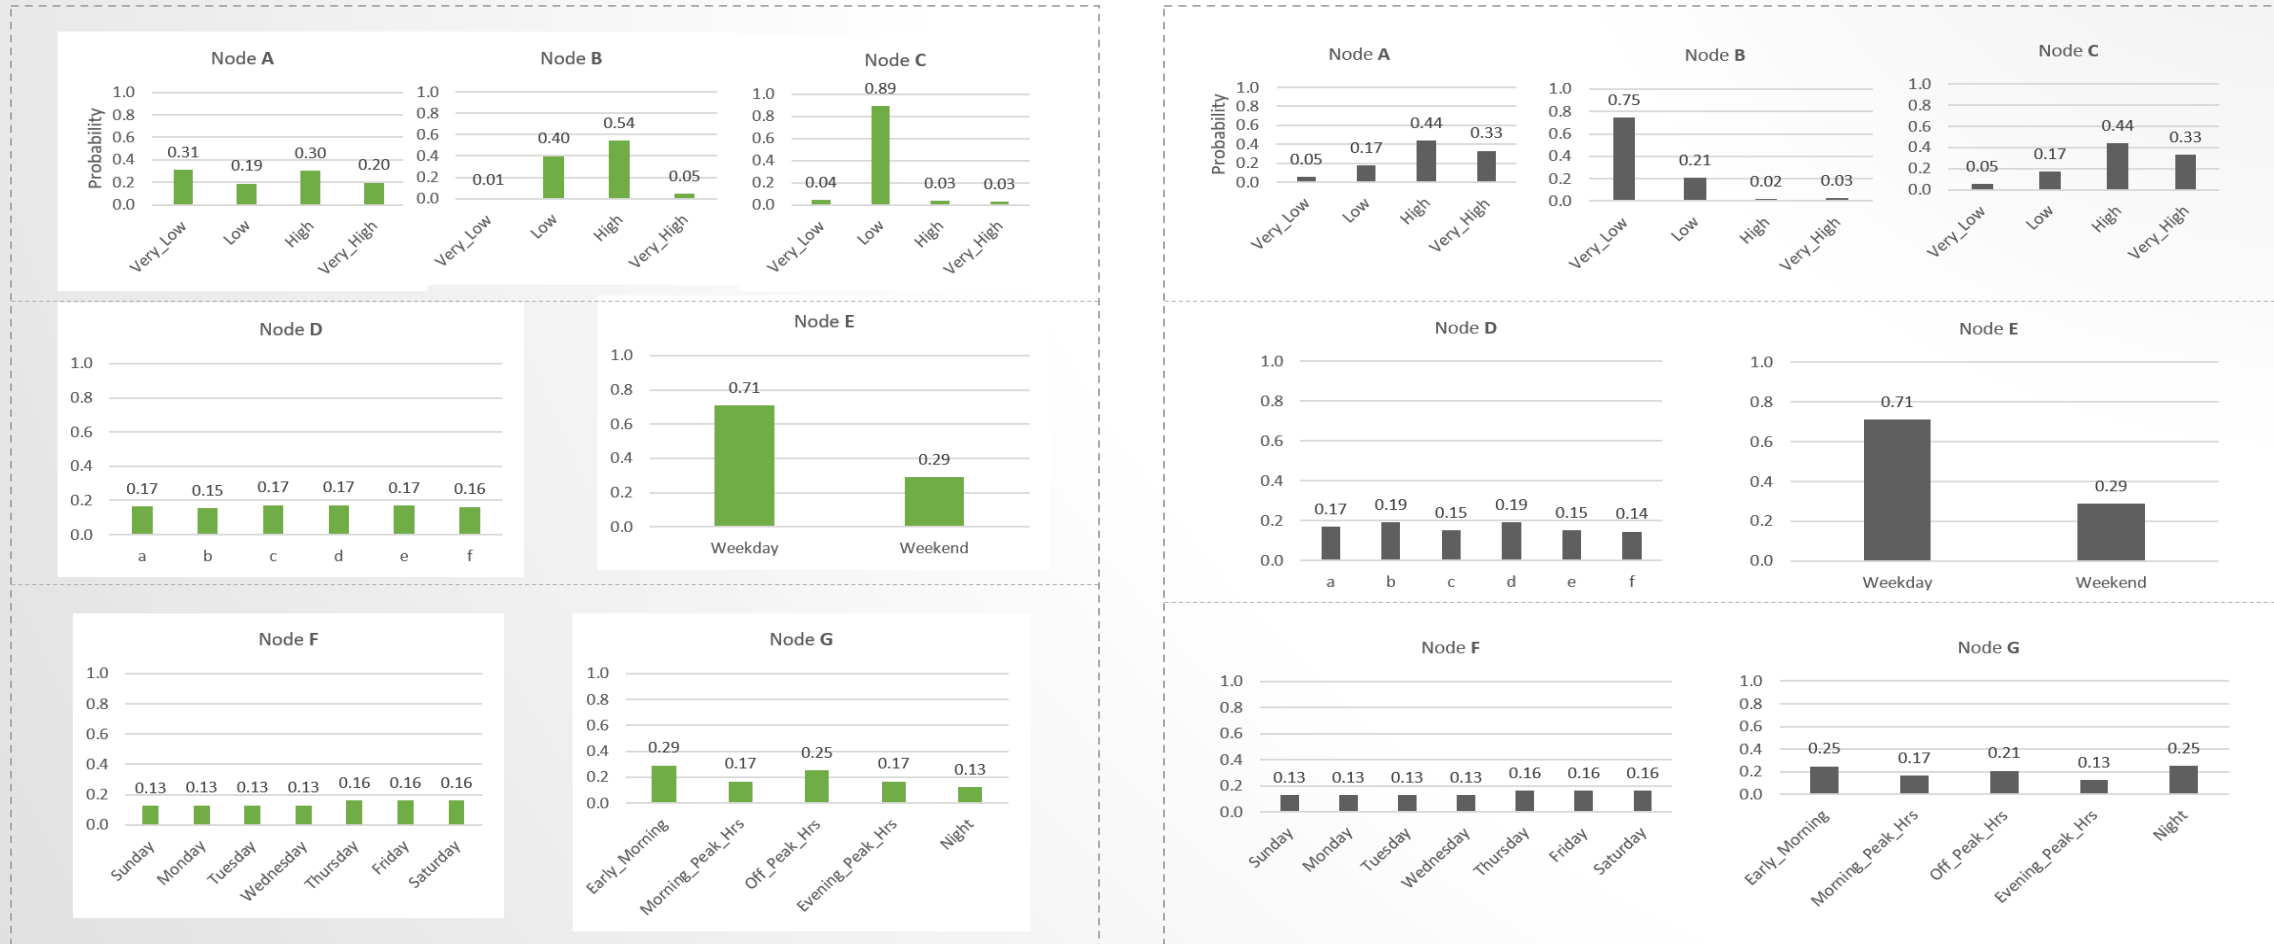 Node A
Probability
1.0
0.8
0.6
0.4
0.2
0.0
0.31
0.19
0.30
0.20
Very_Low
Low
High
Very_High
Node B
1.0
0.8
0.6
0.4
0.2
0.0
0.01
0.40
0.54
0.05
Very_Low
Low
High
Very_High
Node C
1.0
0.8
0.6
0.4
0.2
0.0
0.04
0.89
0.03
0.03
Very_Low
Low
High
Very_High
Node D
1.0
0.8
0.6
0.4
0.2
0.0
0.17
0.15
0.17
0.17
0.17
0.16
a
b
c
d
e
f
Node E
1.0
0.8
0.6
0.4
0.2
0.0
0.71
0.29
Weekday
Weekend
Node F
1.0
0.8
0.6
0.4
0.2
0.0
0.13
0.13
0.13
0.13
0.16
0.16
0.16
Sunday
Monday
Tuesday
Wednesday
Thursday
Friday
Saturday
Node G
1.0
0.8
0.6
0.4
0.2
0.0
0.29
0.17
0.25
0.17
0.13
Early_Morning
Morning_Peak_Hrs
Off_Peak_Hrs
Evening_Peak_Hrs
Night
Node A
Probability
1.0
0.8
0.6
0.4
0.2
0.0
0.05
0.17
0.44
0.33
Very_Low
Low
High
Very_High
Node B
1.0
0.8
0.6
0.4
0.2
0.0
0.75
0.21
0.02
0.03
Very_Low
Low
High
Very_High
Node C
1.0
0.8
0.6
0.4
0.2
0.0
0.05
0.17
0.44
0.33
Very_Low
Low
High
Very_High
Node D
1.0
0.8
0.6
0.4
0.2
0.0
0.17
0.19
0.15
0.19
0.15
0.14
a
b
c
d
e
f
Node E
1.0
0.8
0.6
0.4
0.2
0.0
0.71
0.29
Weekday
Weekend
Node F
1.0
0.8
0.6
0.4
0.2
0.0
0.13
0.13
0.13
0.13
0.16
0.16
0.16
Sunday
Monday
Tuesday
Wednesday
Thursday
Friday
Saturday
Node G
1.0
0.8
0.6
0.4
0.2
0.0
0.25
0.17
0.21
0.13
0.25
Early_Morning
Morning_Peak_Hrs
Off_Peak_Hrs
Evening_Peak_Hrs
Night